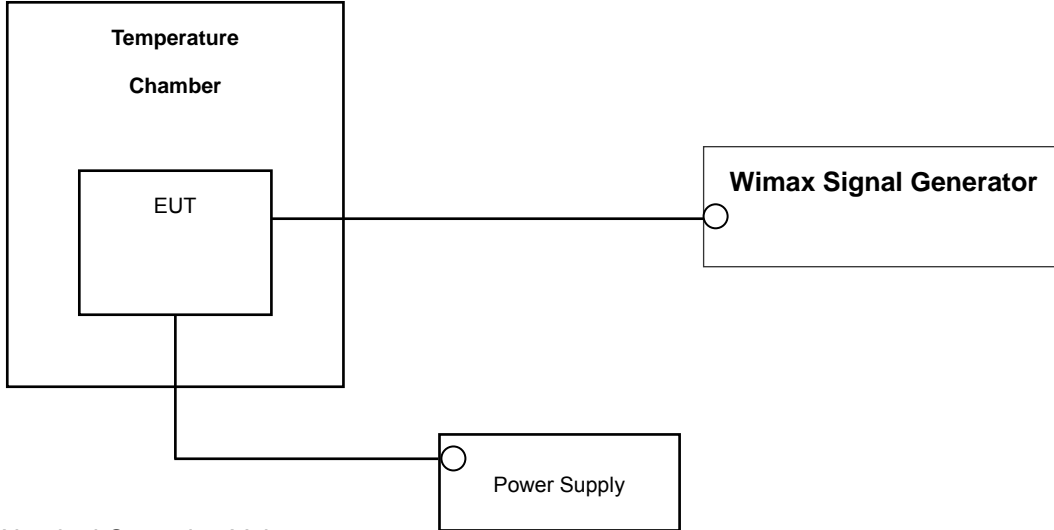 Temperature
Chamber
EUT
Wimax Signal Generator
Power Supply